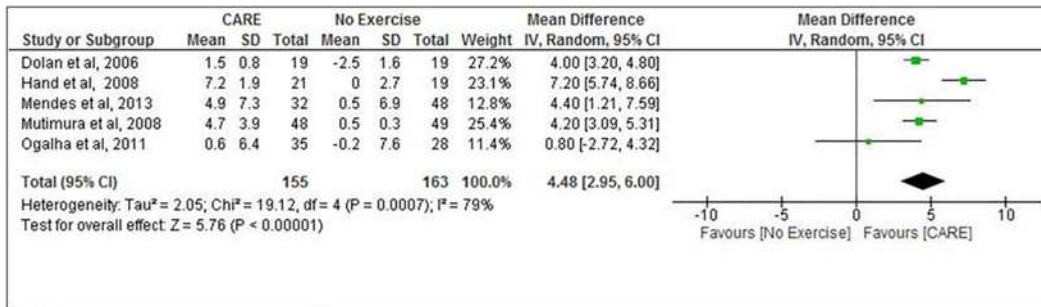 CARE No Exercise Mean Difference Mean Difference
Study or Subgroup Mean SD Total Mean SD Total Weight IV, Random, 95% CI IV, Random, 95% CI
Dolan et al, 2006 1.5 0.8 19 -2.5 1.6 19 27.2% 4.00 [3.20, 4.80]
Hand et al, 2008 7.2 1.9 21 0 2.7 19 23.1% 7.20 [5.74, 8.66]
Mendes et al, 2013 4.9 7.3 32 0.5 6.9 48 12.8% 4.40 [1.21, 7.59]
Mutimura et al, 2008 4.7 3.9 48 0.5 0.3 49 25.4% 4.20 [3.09, 5.31]
Ogalha et al, 2011 0.6 6.4 35 -0.2 7.6 28 11.4% 0.80 [-2.72, 4.32]
Total (95% CI) 155 163 100.0% 4.48 [2.95, 6.00]
Heterogeneity: Tau² = 2.05; Chi² = 19.12, df = 4 (P = 0.0007); I² = 79%
Test for overall effect: Z = 5.76 (P < 0.00001)
-10 -5 0 5 10
Favours [No Exercise] Favours [CARE]